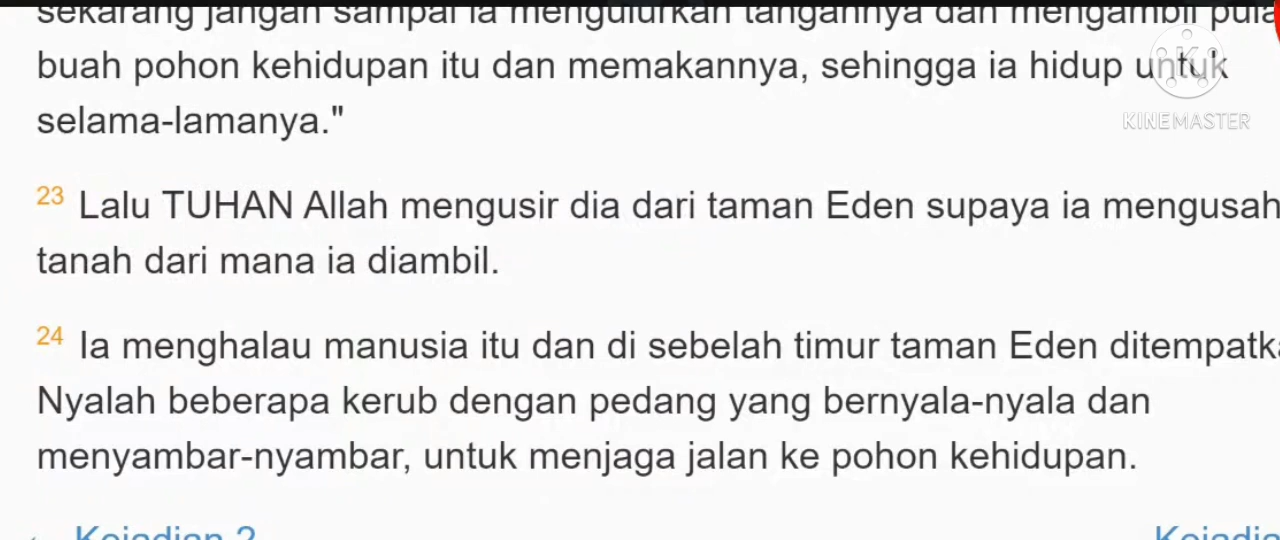 sekarang jangan sampai ia mengulurkan tangannya dan mengambil pula
buah pohon kehidupan itu dan memakannya, sehingga ia hidup untuk
selama-lamanya."
K
KINEMASTER
23 Lalu TUHAN Allah mengusir dia dari taman Eden supaya ia mengusah
tanah dari mana ia diambil.
24 Ia menghalau manusia itu dan di sebelah timur taman Eden ditempatka
Nyalah beberapa kerub dengan pedang yang bernyala-nyala dan
menyambar-nyambar, untuk menjaga jalan ke pohon kehidupan.
Kejadian 2